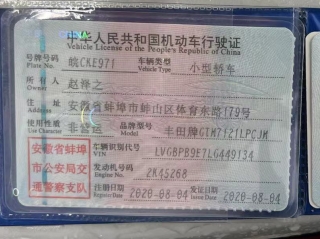 中华人民共和国机动车行驶证
Vehicle License of the People's Republic of China
号牌号码 皖CKE971 车辆类型 小型轿车
Plate No. Vehicle Type
所有人 赵锋之
Owner
住址 安徽省蚌埠市蚌山区体育东路179号
Address
使用性质 非营运 品牌型号 丰田牌GTM7121LPCJM
Use Character Model
安徽省蚌埠
市公安局交
通警察支队
车辆识别代号 LVGBPB9E7LG449134
VIN
发动机号码 2K45268
Engine No.
注册日期 2020-08-04 发证日期 2020-08-04
Register Date Issue Date